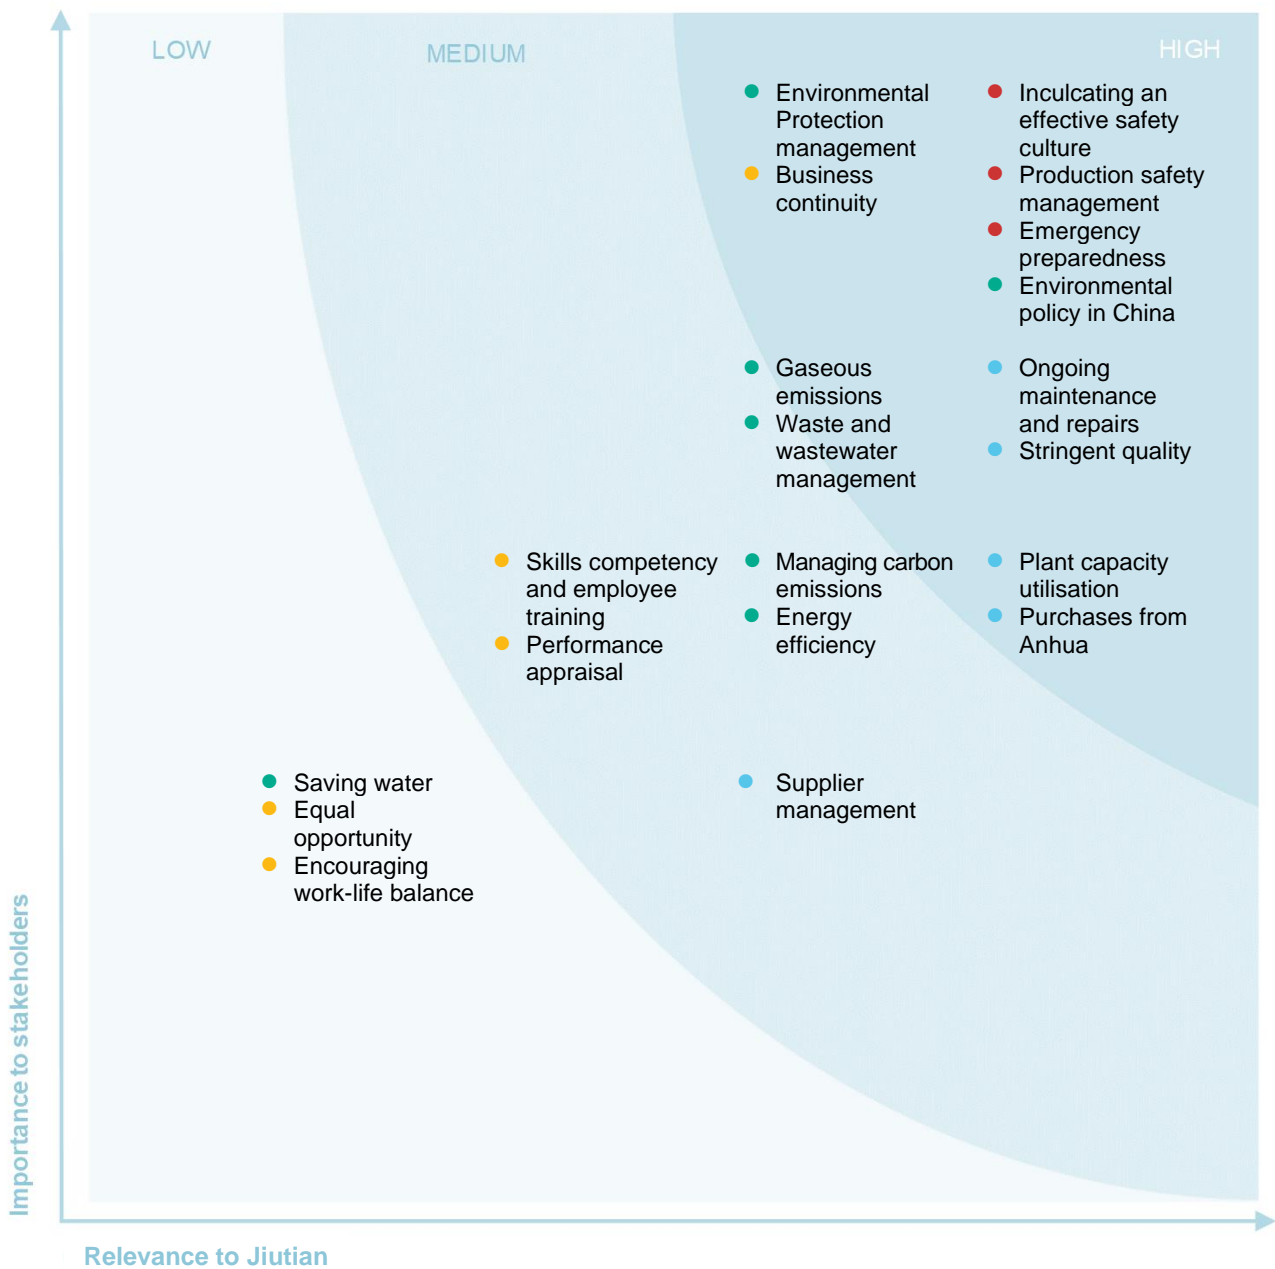 LOW
MEDIUM
HIGH
Environmental
Protection
management
Business
continuity
Inculcating an
effective safety
culture
Production safety
management
Emergency
preparedness
Environmental
policy in China
Gaseous
emissions
Waste and
wastewater
management
Ongoing
maintenance
and repairs
Stringent quality
Skills competency
and employee
training
Performance
appraisal
Managing carbon
emissions
Energy
efficiency
Plant capacity
utilisation
Purchases from
Anhua
Saving water
Equal
opportunity
Encouraging
work-life balance
Supplier
management
Importance to stakeholders
Relevance to Jiutian